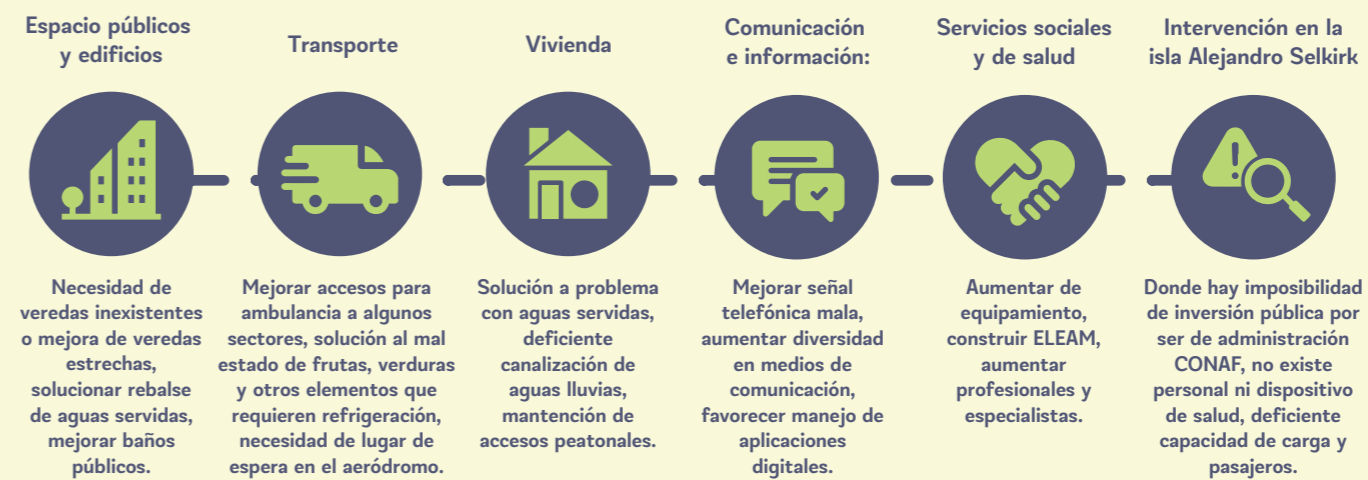 Espacio públicos
y edificios
Necesidad de
veredas inexistentes
o mejora de veredas
estrechas,
solucionar rebalse
de aguas servidas,
mejorar baños
públicos.
Transporte
Mejorar accesos para
ambulancia a algunos
sectores, solución al mal
estado de frutas, verduras
y otros elementos que
requieren refrigeración,
necesidad de lugar de
espera en el aeródromo.
Vivienda
Solución a problema
con aguas servidas,
deficiente
canalización de
aguas lluvias,
mantención de
accesos peatonales.
Comunicación
e información:
Mejorar señal
telefónica mala,
aumentar diversidad
en medios de
comunicación,
favorecer manejo de
aplicaciones
digitales.
Servicios sociales
y de salud
Aumentar de
equipamiento,
construir ELEAM,
aumentar
profesionales y
especialistas.
Intervención en la
isla Alejandro Selkirk
Donde hay imposibilidad
de inversión pública por
ser de administración
CONAF, no existe
personal ni dispositivo
de salud, deficiente
capacidad de carga y
pasajeros.